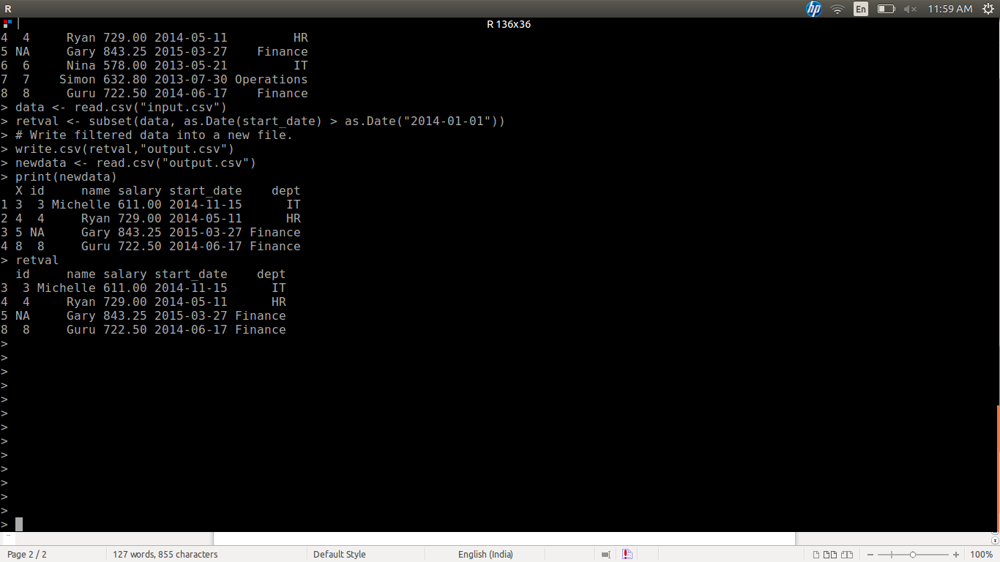 R
hp
En
11:59 AM
R 136x36
4  4     Ryan 729.00 2014-05-11         HR
5 NA     Gary 843.25 2015-03-27    Finance
6  6     Nina 578.00 2013-05-21         IT
7  7    Simon 632.80 2013-07-30 Operations
8  8     Guru 722.50 2014-06-17    Finance
> data <- read.csv("input.csv")
> retval <- subset(data, as.Date(start_date) > as.Date("2014-01-01"))
> # Write filtered data into a new file.
> write.csv(retval,"output.csv")
> newdata <- read.csv("output.csv")
> print(newdata)
  X id     name salary start_date    dept
1 3  3 Michelle 611.00 2014-11-15      IT
2 4  4     Ryan 729.00 2014-05-11      HR
3 5 NA     Gary 843.25 2015-03-27 Finance
4 8  8     Guru 722.50 2014-06-17 Finance
> retval
  id     name salary start_date    dept
3  3 Michelle 611.00 2014-11-15      IT
4  4     Ryan 729.00 2014-05-11      HR
5 NA     Gary 843.25 2015-03-27 Finance
8  8     Guru 722.50 2014-06-17 Finance
>
>
>
>
>
>
>
>
>
>
>
>
>
>
Page 2 / 2
127 words, 855 characters
Default Style
English (India)
100%